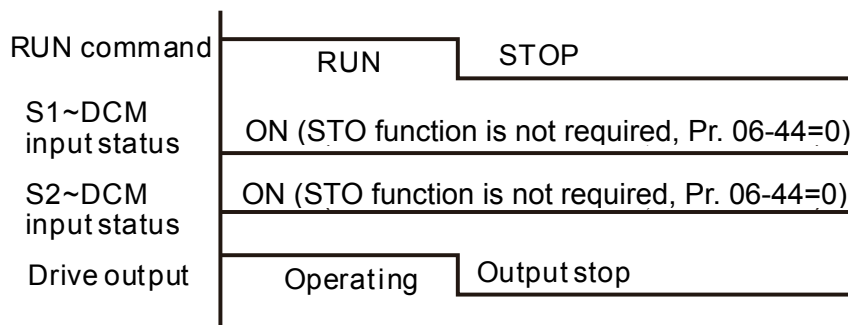 RUN command
RUN
STOP
S1~DCM
input status
ON (STO function is not required, Pr. 06-44=0)
S2~DCM
input status
ON (STO function is not required, Pr. 06-44=0)
Drive output
Operating
Output stop